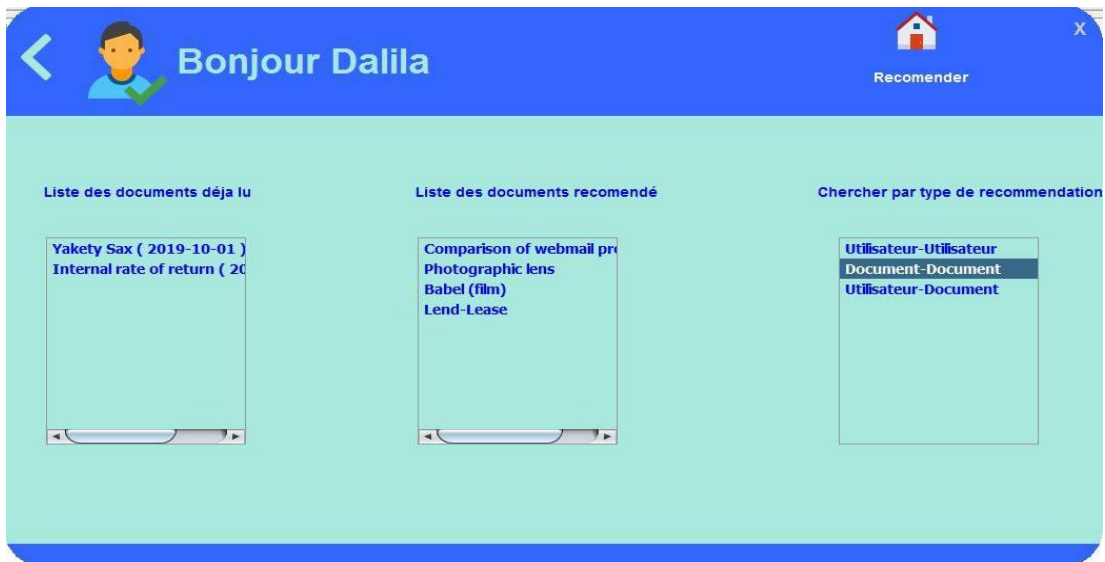 Bonjour Dalila
X
Recomender
Liste des documents déja lu
Yakety Sax ( 2019-10-01 )
Internal rate of return ( 20
Liste des documents recomendé
Comparison of webmail pro
Photographic lens
Babel (film)
Lend-Lease
Chercher par type de recommendation
Utilisateur-Utilisateur
Document-Document
Utilisateur-Document